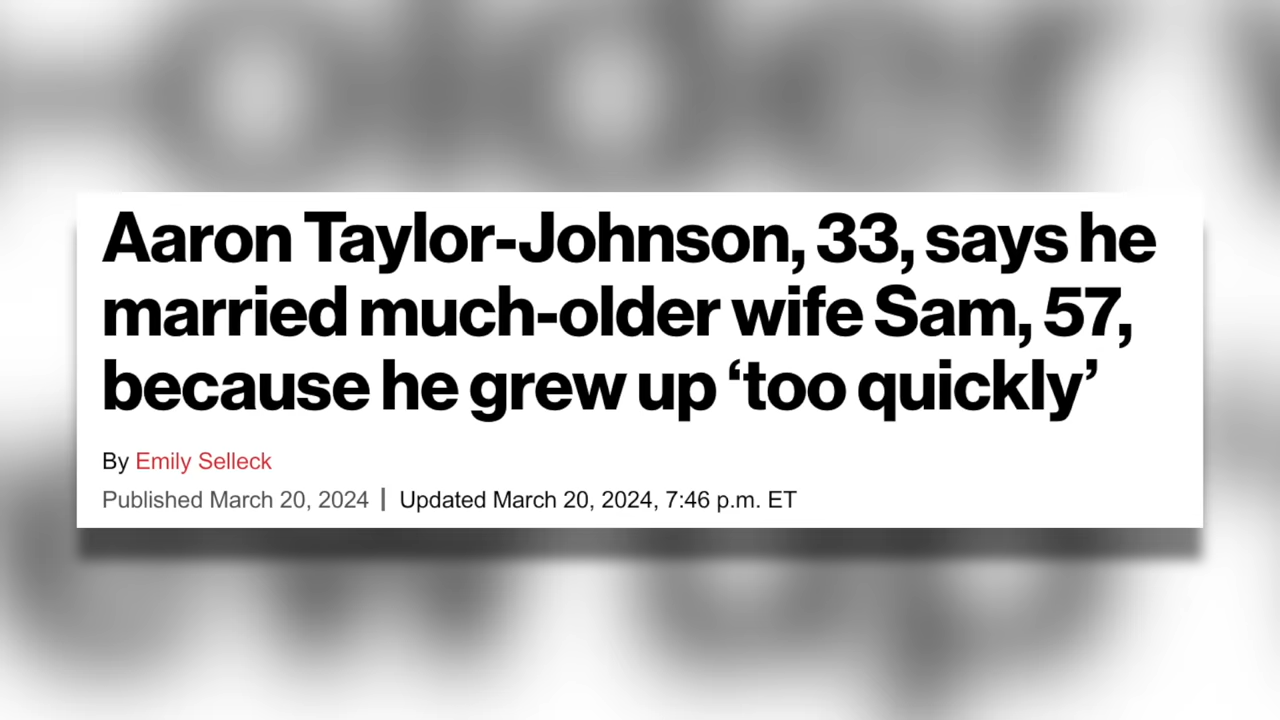 Aaron Taylor-Johnson, 33, says he
married much-older wife Sam, 57,
because he grew up ‘too quickly’
By Emily Selleck
Published March 20, 2024 | Updated March 20, 2024, 7:46 p.m. ET